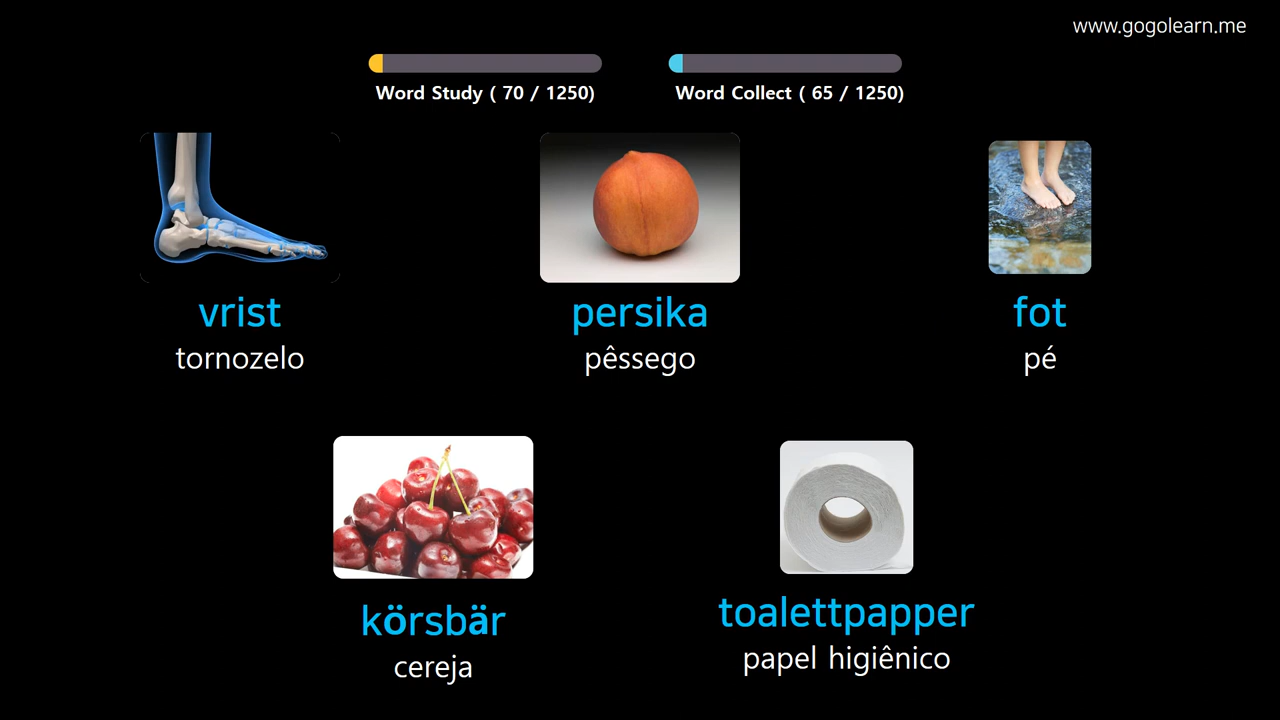 www.gogolearn.me
Word Study ( 70 / 1250)
Word Collect ( 65 / 1250)
vrist
tornozelo
persika
pêssego
fot
pé
körsbär
cereja
toalettpapper
papel higiênico